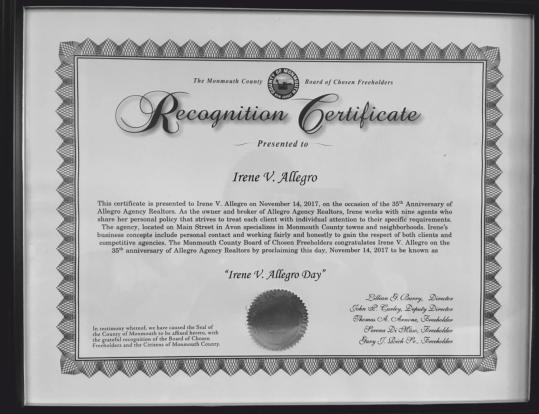 The Monmouth County Board of Chosen Freeholders
Recognition Certificate
Presented to
Irene V. Allegro
This certificate is presented to Irene V. Allegro on November 14, 2017, on the occasion of the 35th Anniversary of
Allegro Agency Realtors. As the owner and broker of Allegro Agency Realtors, Irene works with nine agents who
share her personal policy that strives to treat each client with individual attention to their specific requirements.
The agency, located on Main Street in Avon specializes in Monmouth County towns and neighborhoods. Irene's
business concepts include personal contact and working fairly and honestly to gain the respect of both clients and
competitive agencies. The Monmouth County Board of Chosen Freeholders congratulates Irene V. Allegro on the
35th anniversary of Allegro Agency Realtors by proclaiming this day, November 14, 2017 to be known as
"Irene V. Allegro Day"
In testimony whereof, we have caused the Seal of
the County of Monmouth to be affixed hereto, with
the grateful recognition of the Board of Chosen
Freeholders and the Citizens of Monmouth County.
Lillian G. Burry, Director
John P. Curley, Deputy Director
Thomas A. Arnone, Freeholder
Serena Di Maso, Freeholder
Gary J. Rich Sr., Freeholder